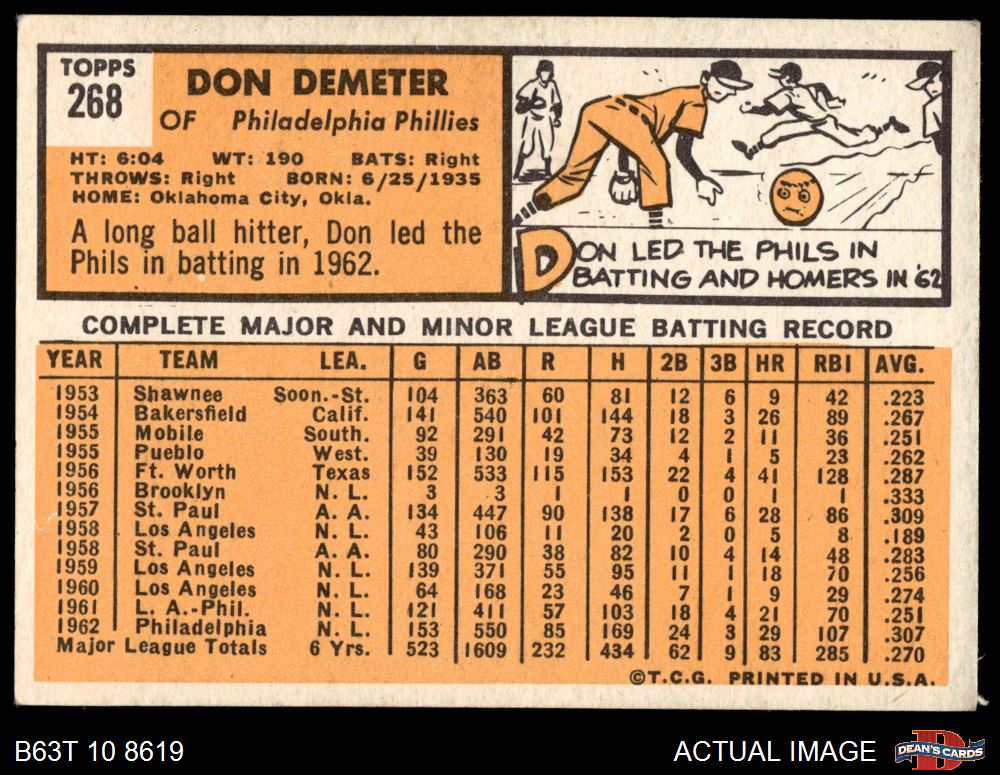 TOPPS
268
DON DEMETER
OF Philadelphia Phillies
HT: 6:04 WT: 190 BATS: Right
THROWS: Right BORN: 6/25/1935
HOME: Oklahoma City, Okla.
A long ball hitter, Don led the
Phils in batting in 1962.
DON LED THE PHILS IN
BATTING AND HOMERS IN '62
COMPLETE MAJOR AND MINOR LEAGUE BATTING RECORD
YEAR TEAM LEA. G AB R H 2B 3B HR RBI AVG.
1953 Shawnee Soon.-St. 104 363 60 81 12 6 9 42 .223
1954 Bakersfield Calif. 141 540 101 144 18 3 26 89 .267
1955 Mobile South. 92 291 42 73 12 2 11 36 .251
1955 Pueblo West. 39 130 19 34 4 1 5 23 .262
1956 Ft. Worth Texas 152 533 115 153 22 4 41 128 .287
1956 Brooklyn N. L. 3 3 1 1 0 0 1 1 .333
1957 St. Paul A. A. 134 447 90 138 17 6 28 86 .309
1958 Los Angeles N. L. 43 106 11 20 2 0 5 8 .189
1958 St. Paul A. A. 80 290 38 82 10 4 14 48 .283
1959 Los Angeles N. L. 139 371 55 95 11 1 18 70 .256
1960 Los Angeles N. L. 64 168 23 46 7 1 9 29 .274
1961 L. A.-Phil. N. L. 121 411 57 103 18 4 21 70 .251
1962 Philadelphia N. L. 153 550 85 169 24 3 29 107 .307
Major League Totals 6 Yrs. 523 1609 232 434 62 9 83 285 .270
©T.C.G. PRINTED IN U.S.A.
B63T 10 8619
ACTUAL IMAGE
D
DEAN'S CARDS